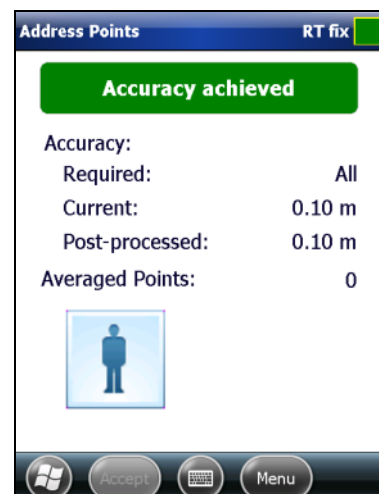 Address Points RT fix
Accuracy achieved
Accuracy:
Required: All
Current: 0.10 m
Post-processed: 0.10 m
Averaged Points: 0
Accept Menu